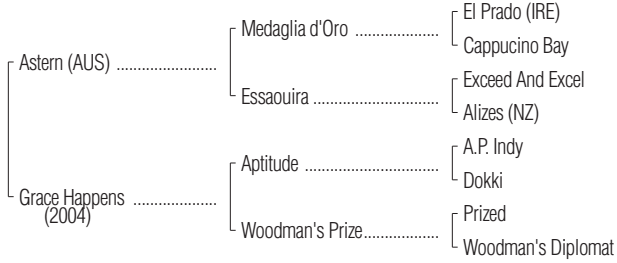 El Prado (IRE)
Medaglia d'Oro ....................
Cappucino Bay
Astern (AUS) ........................
Exceed And Excel
Essaouira ..............................
Alizes (NZ)
A.P. Indy
Aptitude ................................
Dokki
Grace Happens ....................
(2004)
Prized
Woodman's Prize..................
Woodman's Diplomat